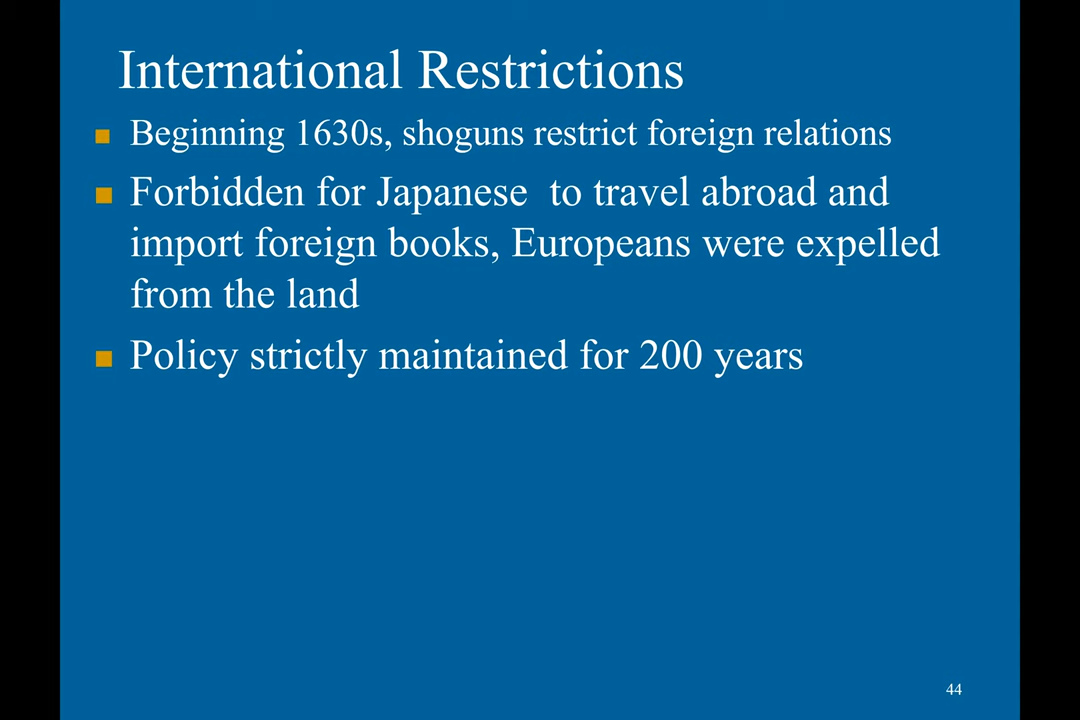 International Restrictions
Beginning 1630s, shoguns restrict foreign relations
Forbidden for Japanese  to travel abroad and
import foreign books, Europeans were expelled
from the land
Policy strictly maintained for 200 years
44